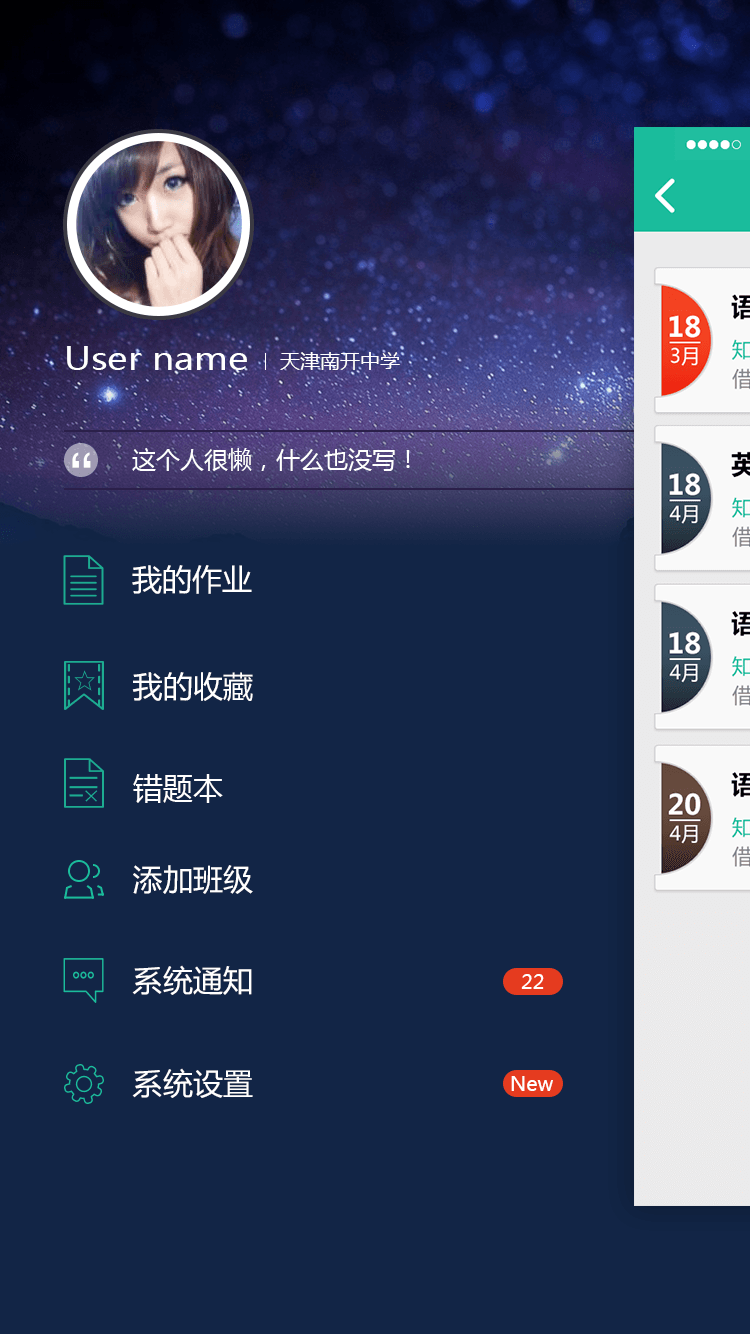 User name | 天津南开中学
这个人很懒，什么也没写！
我的作业
我的收藏
错题本
添加班级
系统通知 22
系统设置 New
18
3月
语
知
借
18
4月
英
知
借
18
4月
语
知
借
20
4月
语
知
借